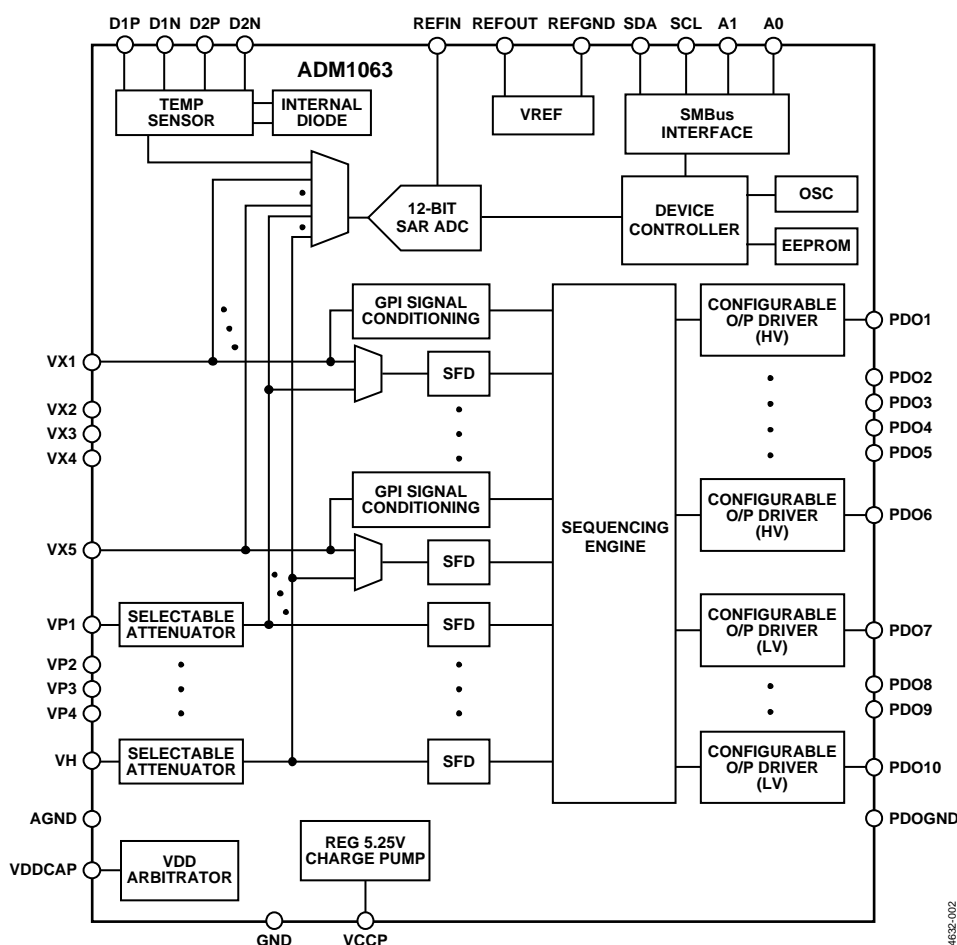 D1P D1N D2P D2N REFIN REFOUT REFGND SDA SCL A1 A0
ADM1063
TEMP
SENSOR
INTERNAL
DIODE
VREF
SMBus
INTERFACE
12-BIT
SAR ADC
DEVICE
CONTROLLER
OSC
EEPROM
GPI SIGNAL
CONDITIONING
CONFIGURABLE
O/P DRIVER
(HV)
PDO1
VX1
SFD
PDO2
VX2
PDO3
VX3
PDO4
VX4
PDO5
GPI SIGNAL
CONDITIONING
SEQUENCING
ENGINE
CONFIGURABLE
O/P DRIVER
(HV)
PDO6
VX5
SFD
VP1
SELECTABLE
ATTENUATOR
SFD
CONFIGURABLE
O/P DRIVER
(LV)
PDO7
VP2
VP3
PDO8
VP4
PDO9
VH
SELECTABLE
ATTENUATOR
SFD
CONFIGURABLE
O/P DRIVER
(LV)
PDO10
AGND
PDOGND
REG 5.25V
CHARGE PUMP
VDDCAP
VDD
ARBITRATOR
GND
VCCP
4632-002